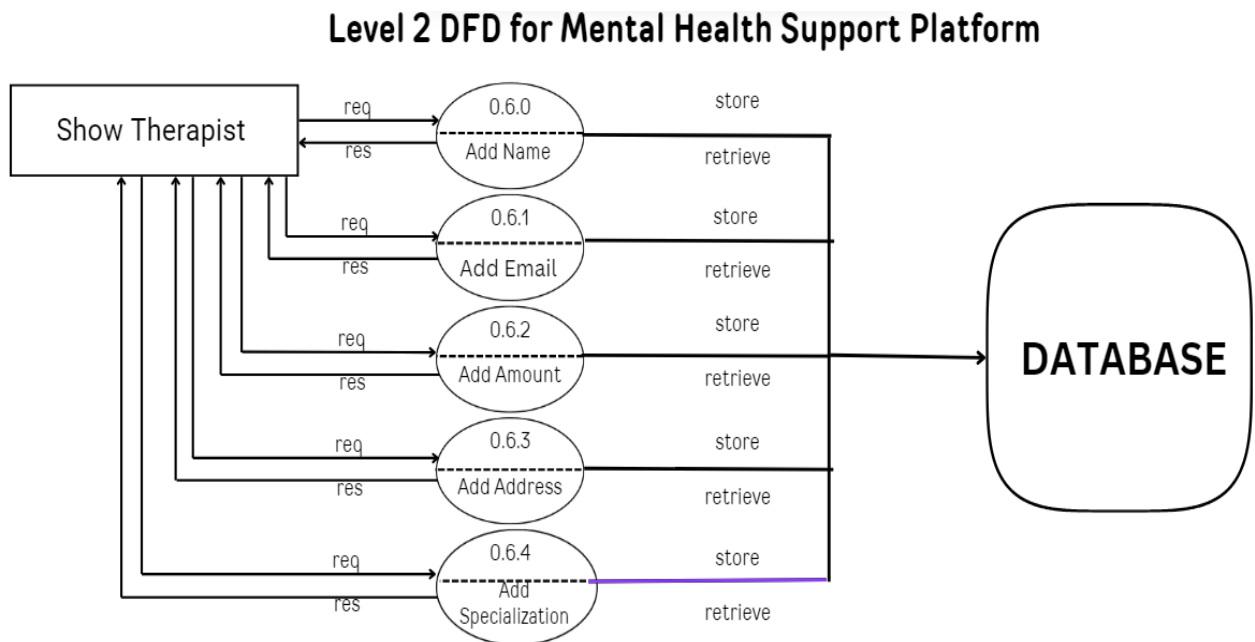 Level 2 DFD for Mental Health Support Platform
Show Therapist
req
res
0.6.0
Add Name
store
retrieve
req
res
0.6.1
Add Email
store
retrieve
req
res
0.6.2
Add Amount
store
retrieve
req
res
0.6.3
Add Address
store
retrieve
req
res
0.6.4
Add
Specialization
store
retrieve
DATABASE